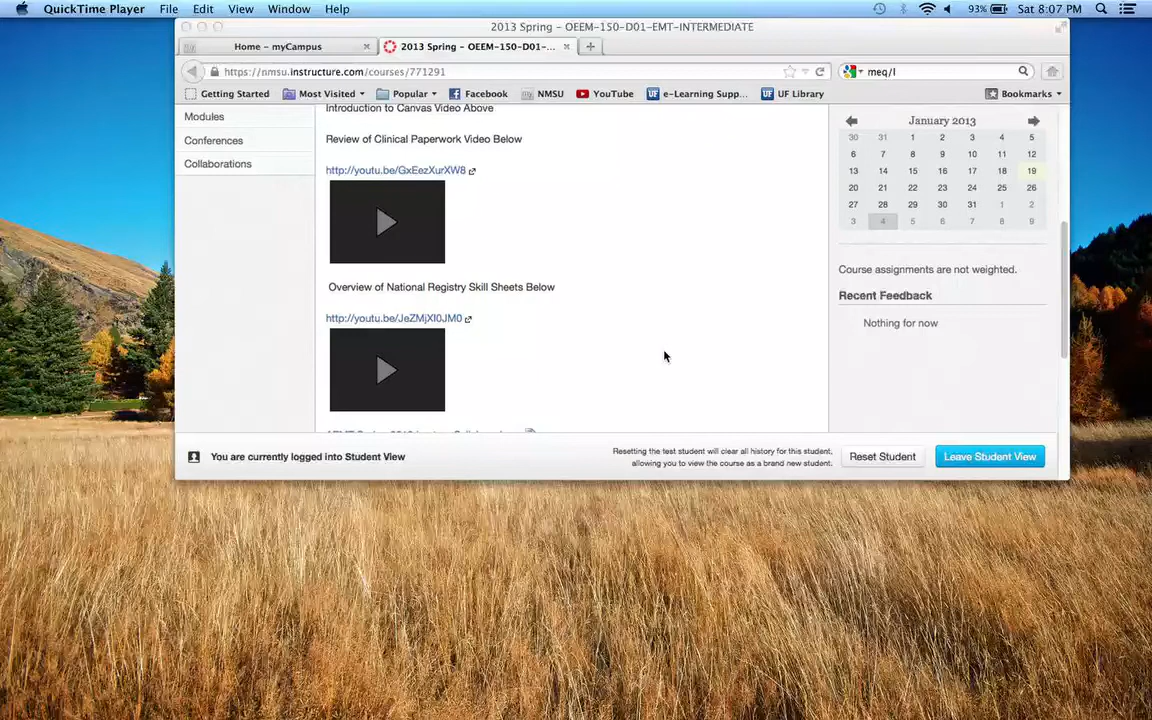 QuickTime Player File Edit View Window Help 93% Sat 8:07 PM
2013 Spring - OEEM-150-D01-EMT-INTERMEDIATE
Home - myCampus 2013 Spring - OEEM-150-D01-...
https://nmsu.instructure.com/courses/771291 meq/l
Getting Started Most Visited Popular Facebook NMSU YouTube e-Learning Supp... UF Library Bookmarks
Modules
Conferences
Collaborations
Introduction to Canvas Video Above
Review of Clinical Paperwork Video Below
http://youtu.be/GxEezXurXW8
Overview of National Registry Skill Sheets Below
http://youtu.be/JeZMjXI0JM0
January 2013
30 31 1 2 3 4 5
6 7 8 9 10 11 12
13 14 15 16 17 18 19
20 21 22 23 24 25 26
27 28 29 30 31 1 2
3 4 5 6 7 8 9
Course assignments are not weighted.
Recent Feedback
Nothing for now
You are currently logged into Student View
Resetting the test student will clear all history for this student,
allowing you to view the course as a brand new student.
Reset Student Leave Student View